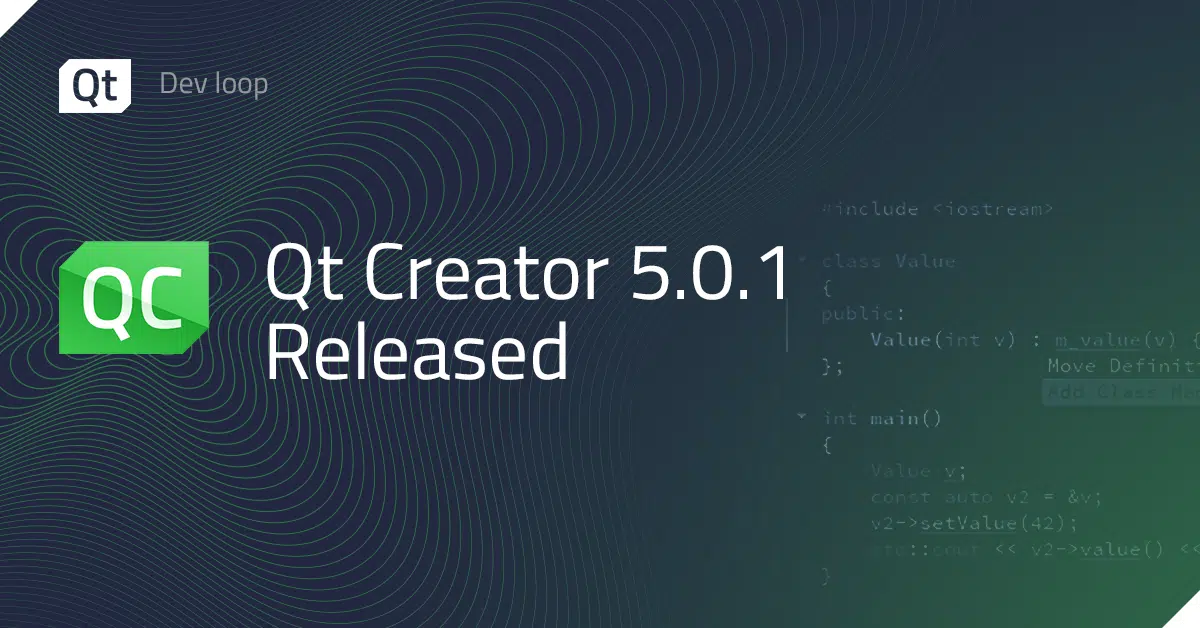 Qt
Dev loop
QC
Qt Creator 5.0.1
Released
#include <iostream>
class Value
{
public:
Value(int v) : m_value(v) {
};
Move Definit
Add Class
int main()
{
Value v;
const auto v2 = &v;
v2->setValue(42);
std::cout << v2->value() <<
}